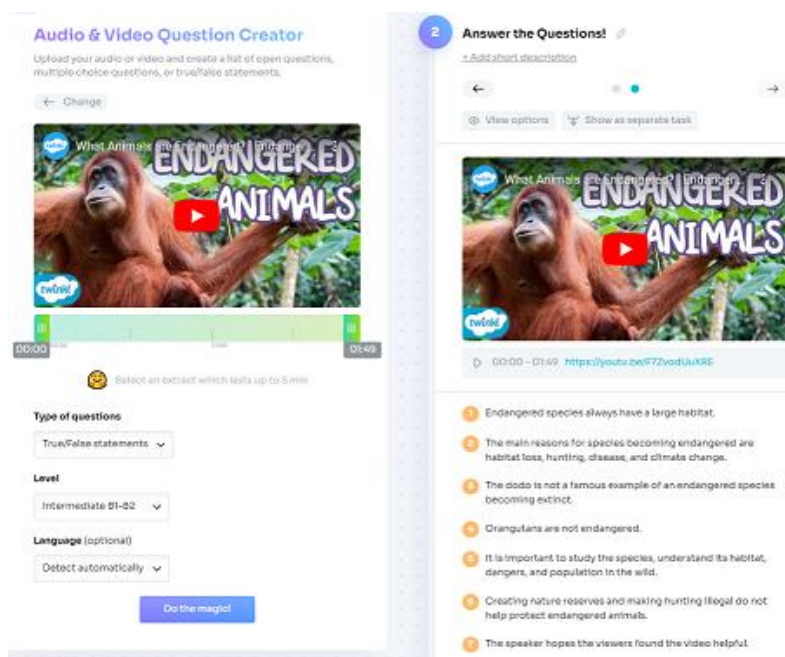 Audio & Video Question Creator
Upload your audio or video and create a list of open questions,
multiple choice questions, or true/false statements.
← Change
twinkl
What Animals are Endangered? | Endanger...
ENDANGERED
ANIMALS
twinkl
00:00
01:49
Select an extract which lasts up to 5 min
Type of questions
True/False statements
Level
Intermediate B1-B2
Language (optional)
Detect automatically
Do the magic!
2
Answer the Questions!
+ Add short description
← →
View options
Show as separate task
twinkl
What Animals are Endangered? | Endanger...
ENDANGERED
ANIMALS
twinkl
00:00 - 01:49 https://youtu.be/F7ZvodUuXRE
1 Endangered species always have a large habitat.
2 The main reasons for species becoming endangered are
habitat loss, hunting, disease, and climate change.
3 The dodo is not a famous example of an endangered species
becoming extinct.
4 Orangutans are not endangered.
5 It is important to study the species, understand its habitat,
dangers, and population in the wild.
6 Creating nature reserves and making hunting illegal do not
help protect endangered animals.
7 The speaker hopes the viewers found the video helpful.